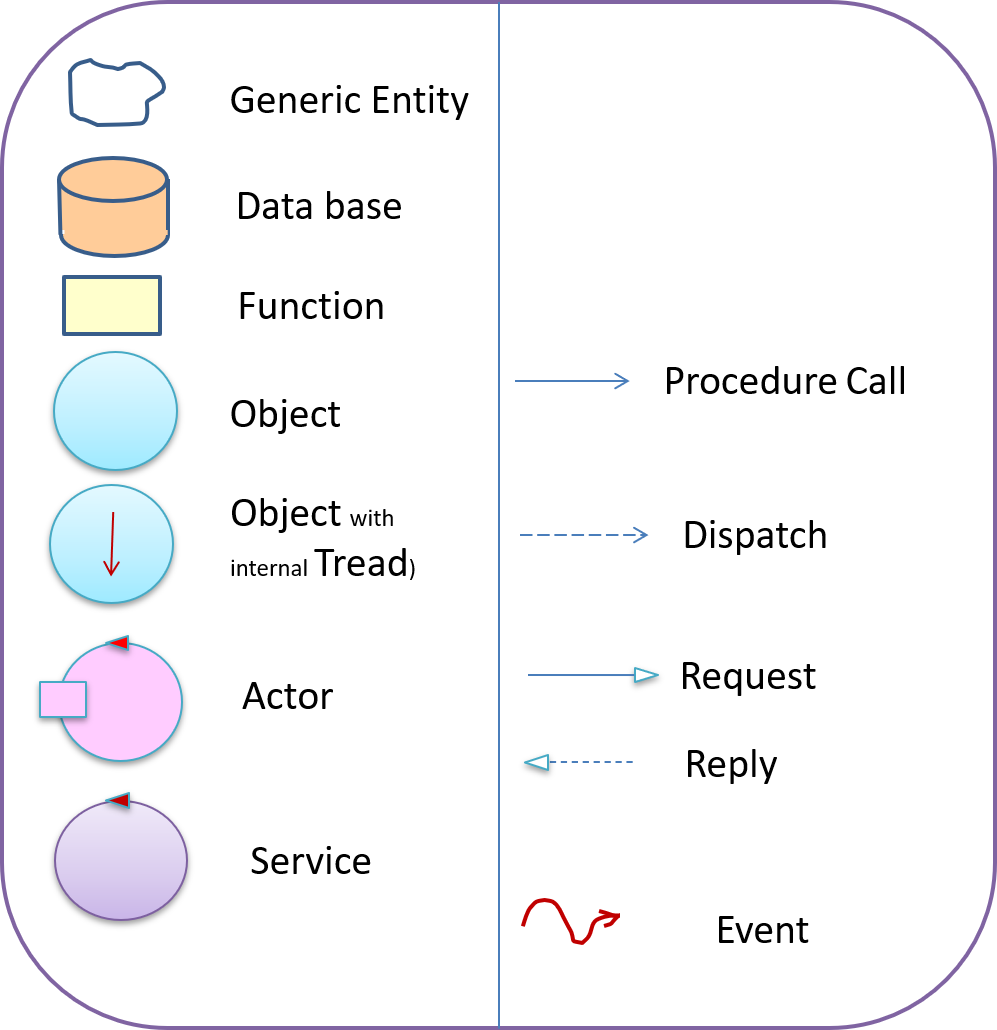 Generic Entity
Data base
Function
Object
Object with
internal Tread)
Actor
Service
Procedure Call
Dispatch
Request
Reply
Event